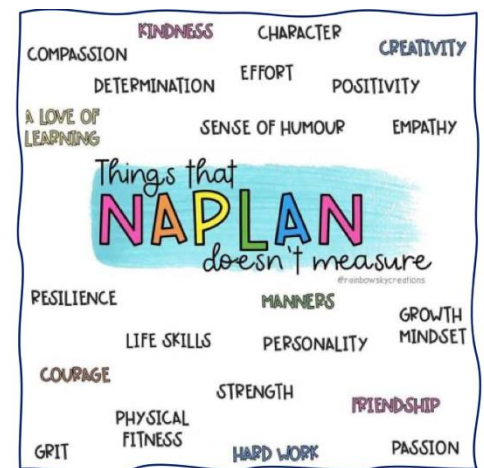 KINDNESS
CHARACTER
COMPASSION
CREATIVITY
DETERMINATION
EFFORT
POSITIVITY
A LOVE OF
LEARNING
SENSE OF HUMOUR
EMPATHY
Things that
NAPLAN
doesn't measure
@rainbowskycreations
RESILIENCE
MANNERS
GROWTH
MINDSET
LIFE SKILLS
PERSONALITY
COURAGE
STRENGTH
FRIENDSHIP
PHYSICAL
FITNESS
GRIT
HARD WORK
PASSION